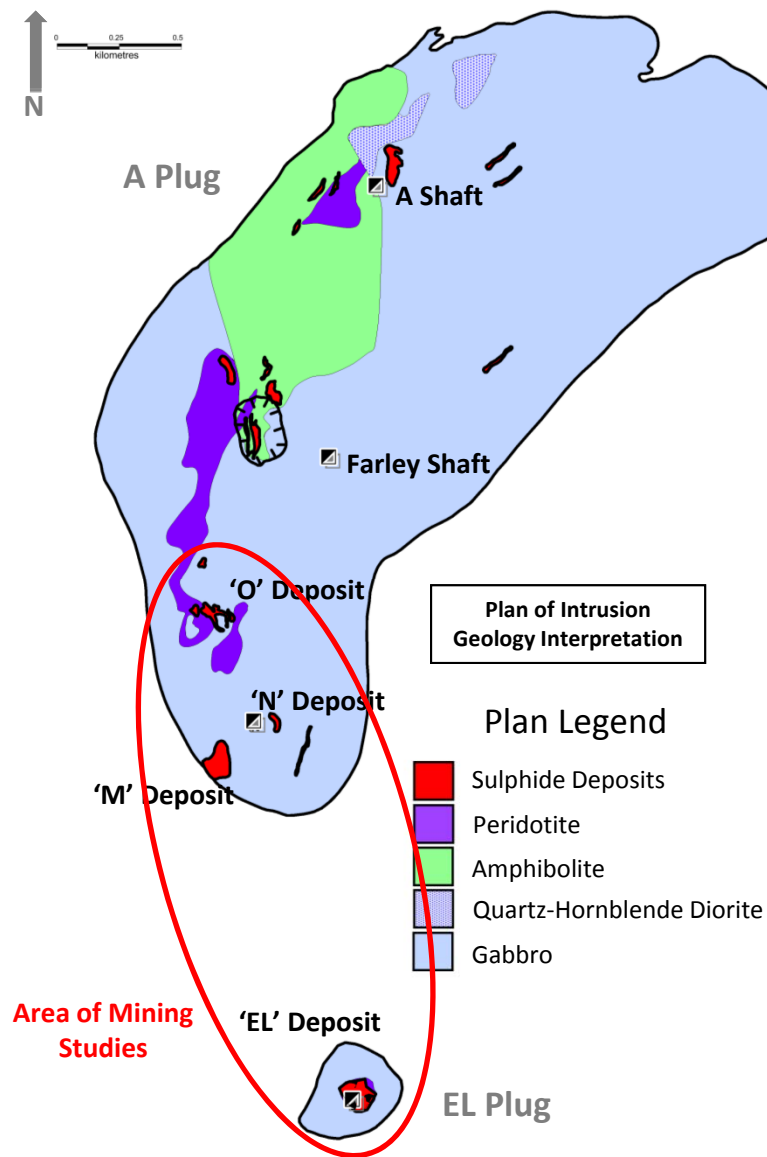 0 0.25 0.5
kilometres
N
A Plug
A Shaft
Farley Shaft
'O' Deposit
Plan of Intrusion
Geology Interpretation
'N' Deposit
'M' Deposit
Plan Legend
Sulphide Deposits
Peridotite
Amphibolite
Quartz-Hornblende Diorite
Gabbro
Area of Mining
Studies
'EL' Deposit
EL Plug